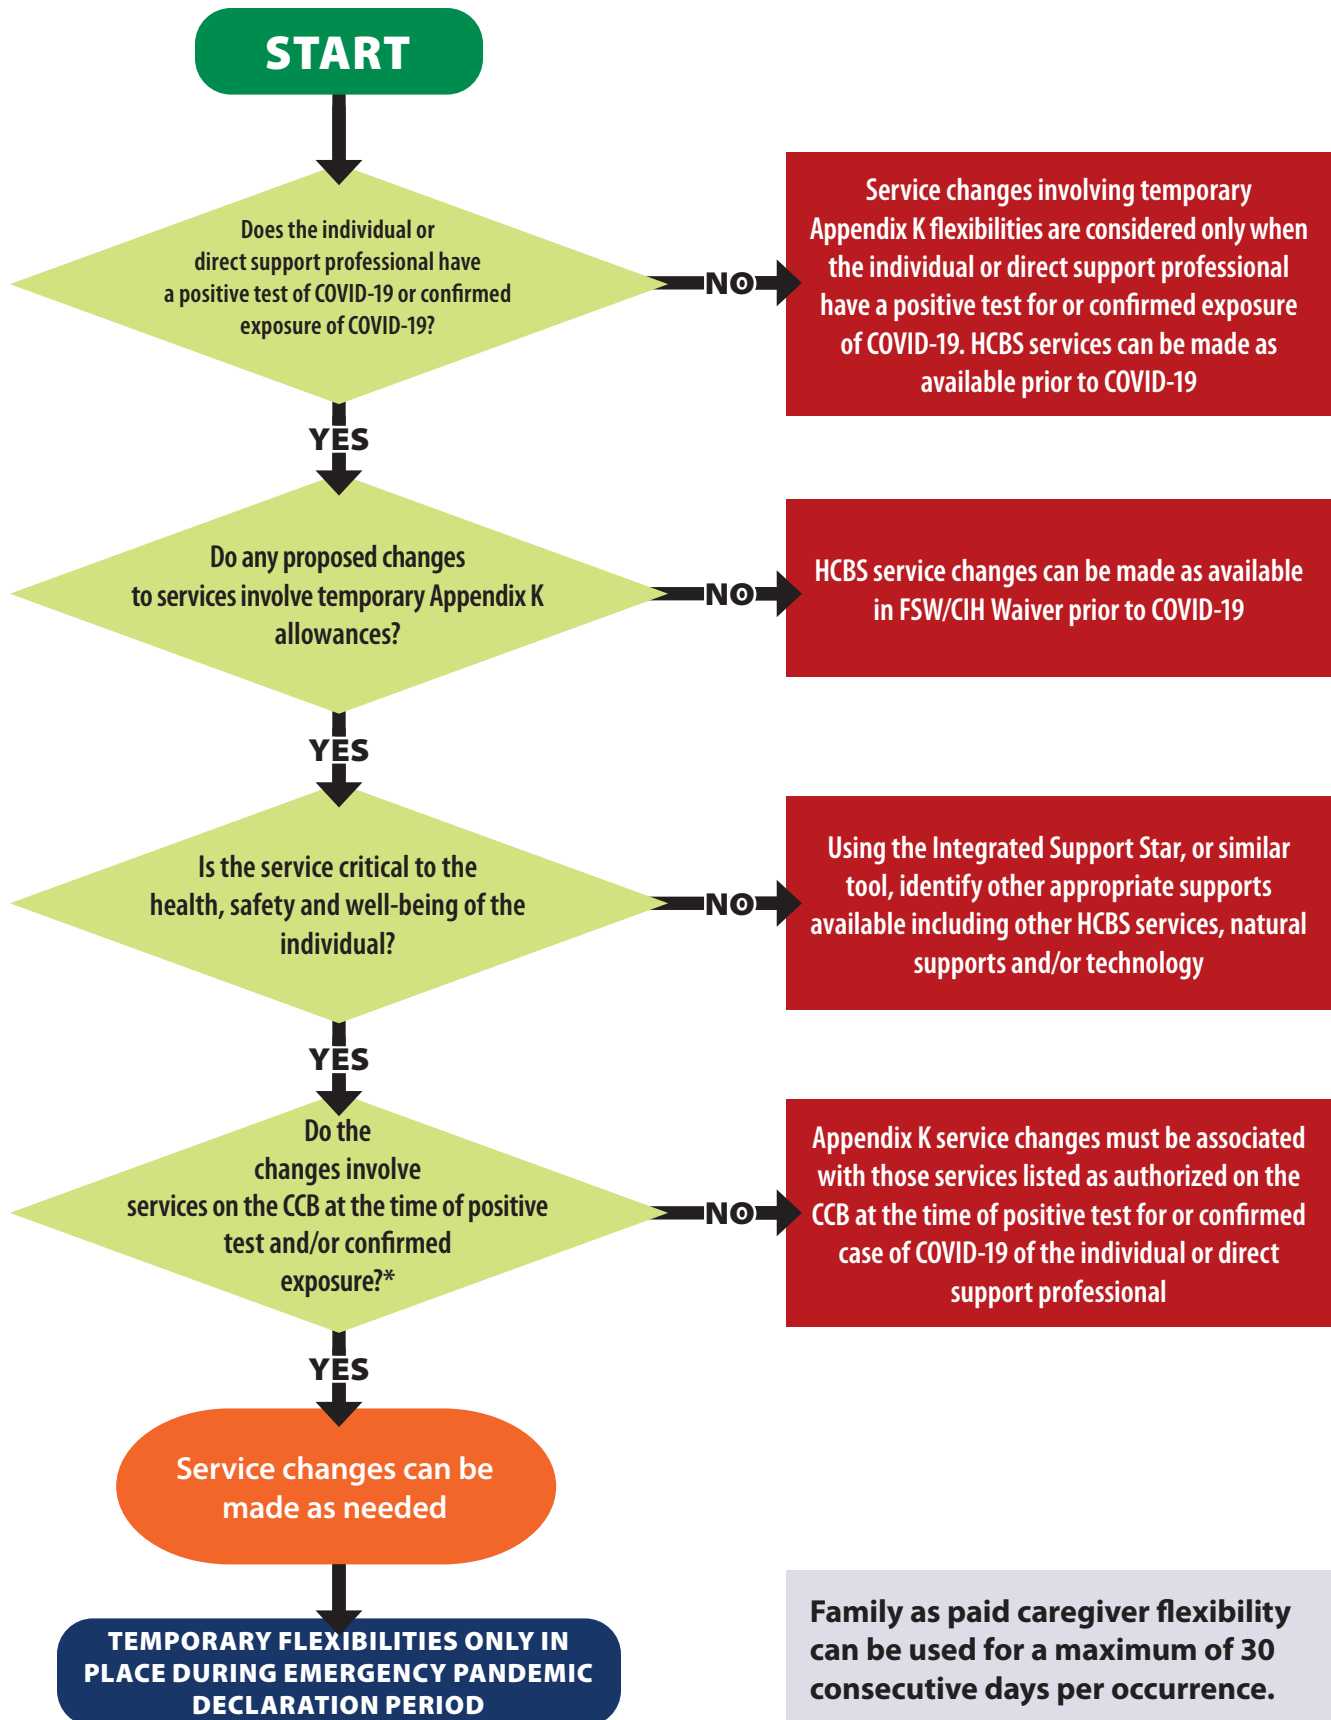 START
Does the individual or
direct support professional have
a positive test of COVID-19 or confirmed
exposure of COVID-19?
NO
Service changes involving temporary
Appendix K flexibilities are considered only when
the individual or direct support professional
have a positive test for or confirmed exposure
of COVID-19. HCBS services can be made as
available prior to COVID-19
YES
Do any proposed changes
to services involve temporary Appendix K
allowances?
NO
HCBS service changes can be made as available
in FSW/CIH Waiver prior to COVID-19
YES
Is the service critical to the
health, safety and well-being of the
individual?
NO
Using the Integrated Support Star, or similar
tool, identify other appropriate supports
available including other HCBS services, natural
supports and/or technology
YES
Do the
changes involve
services on the CCB at the time of positive
test and/or confirmed
exposure?*
NO
Appendix K service changes must be associated
with those services listed as authorized on the
CCB at the time of positive test for or confirmed
case of COVID-19 of the individual or direct
support professional
YES
Service changes can be
made as needed
TEMPORARY FLEXIBILITIES ONLY IN
PLACE DURING EMERGENCY PANDEMIC
DECLARATION PERIOD
Family as paid caregiver flexibility
can be used for a maximum of 30
consecutive days per occurrence.